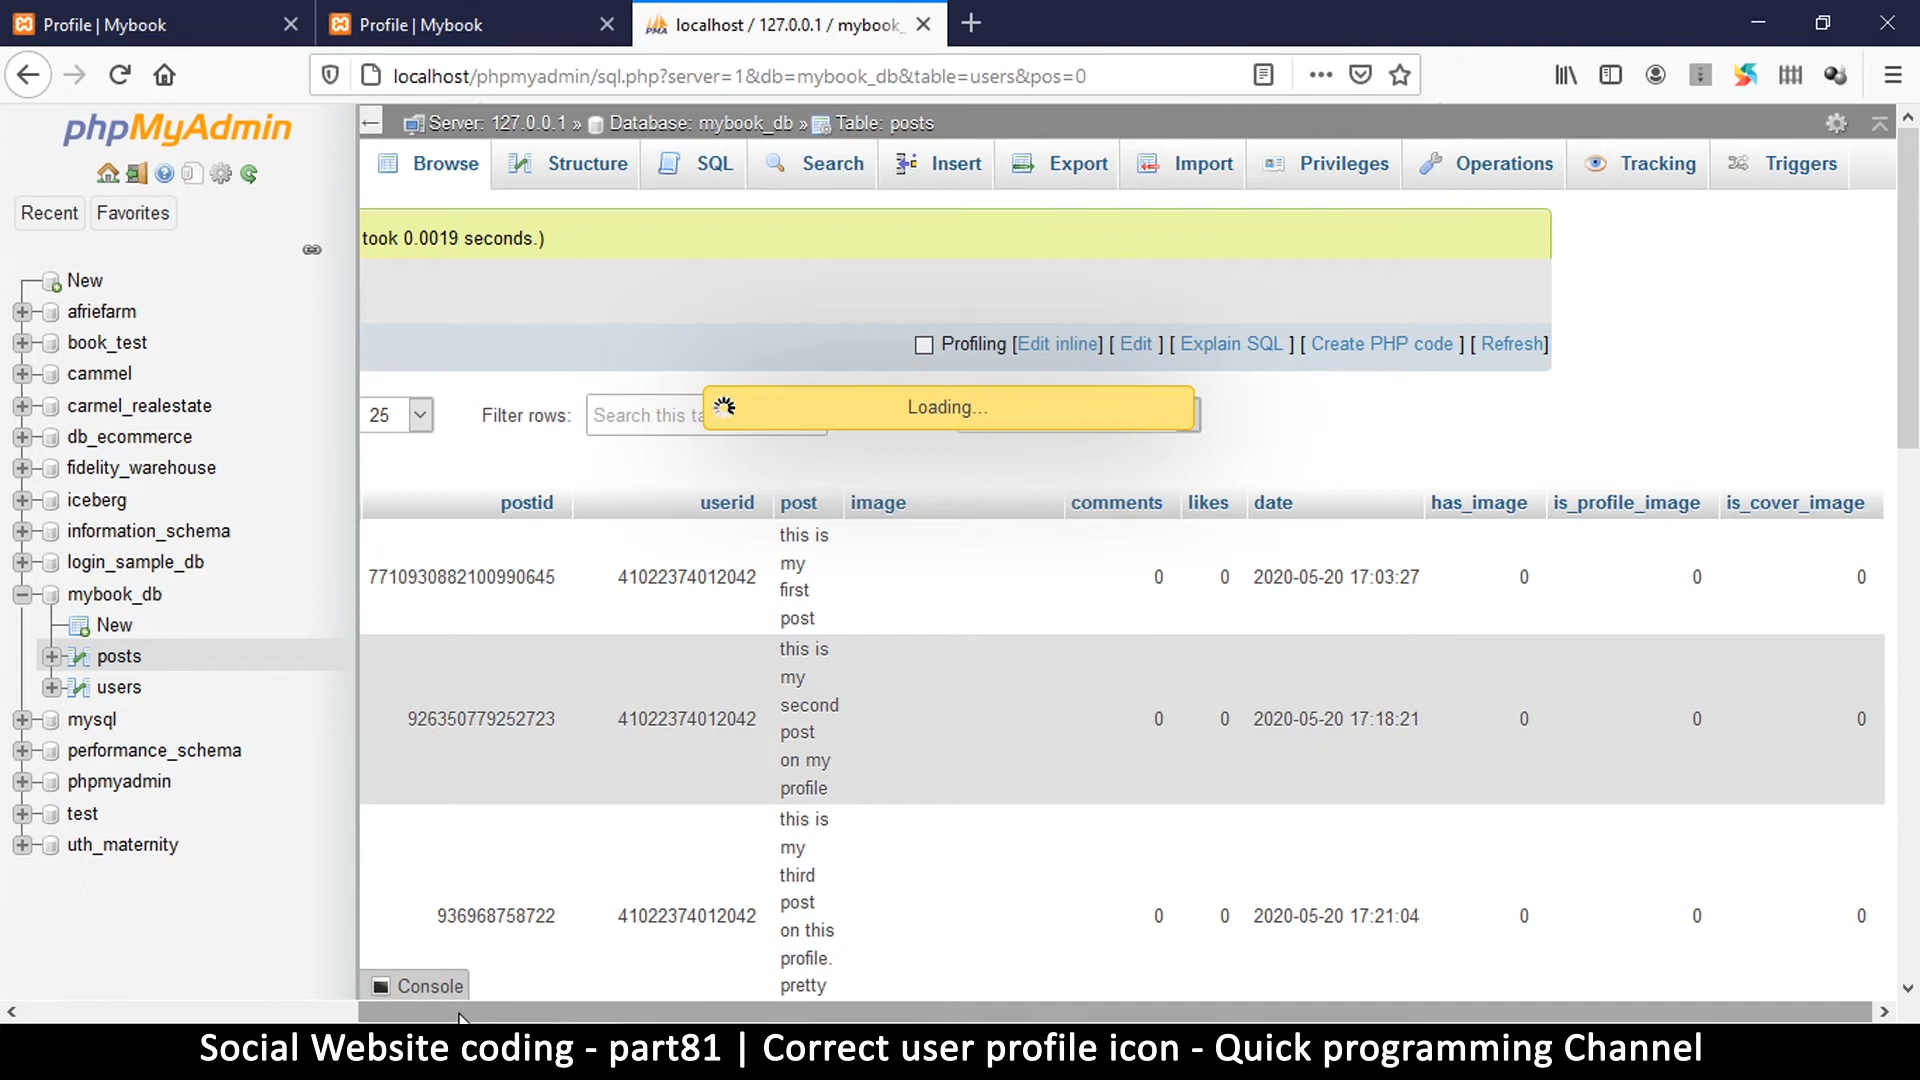 Profile | Mybook
Profile | Mybook
PMA
localhost / 127.0.0.1 / mybook_
localhost/phpmyadmin/sql.php?server=1&db=mybook_db&table=users&pos=0
phpMyAdmin
Recent
Favorites
New
afriefarm
book_test
cammel
carmel_realestate
db_ecommerce
fidelity_warehouse
iceberg
information_schema
login_sample_db
mybook_db
New
posts
users
mysql
performance_schema
phpmyadmin
test
uth_maternity
Server: 127.0.0.1 » Database: mybook_db » Table: posts
Browse Structure SQL Search Insert Export Import Privileges Operations Tracking Triggers
took 0.0019 seconds.)
Profiling [Edit inline] [ Edit ] [ Explain SQL ] [ Create PHP code ] [ Refresh]
25 Filter rows: Search this ta
Loading...
postid userid post image comments likes date has_image is_profile_image is_cover_image
7710930882100990645 41022374012042 this is my first post 0 0 2020-05-20 17:03:27 0 0 0
926350779252723 41022374012042 this is my second post on my profile 0 0 2020-05-20 17:18:21 0 0 0
936968758722 41022374012042 this is my third post on this profile. pretty 0 0 2020-05-20 17:21:04 0 0 0
Console
Social Website coding - part81 | Correct user profile icon - Quick programming Channel